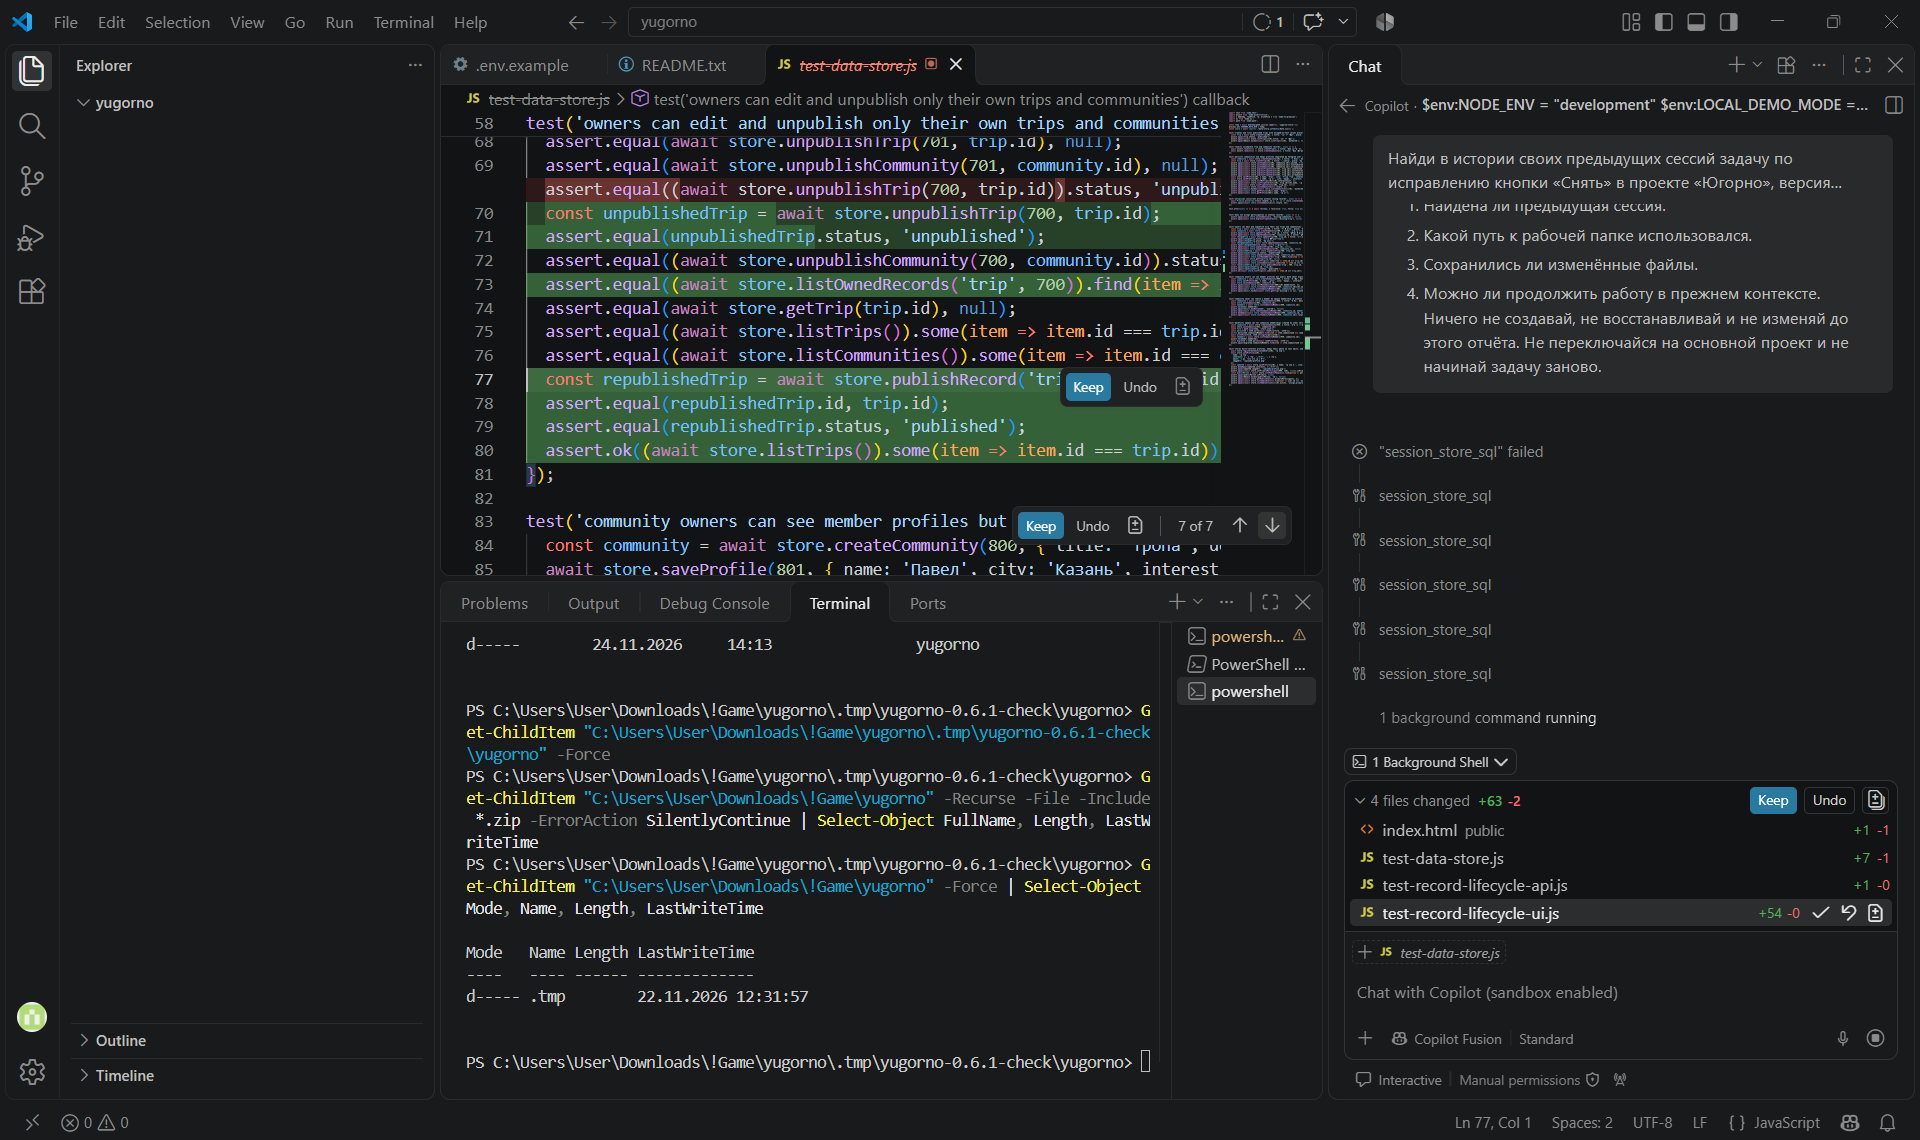 File Edit Selection View Go Run Terminal Help
yugorno
1
Explorer
yugorno
Outline
Timeline
.env.example
README.txt
JS test-data-store.js
JS test-data-store.js > test('owners can edit and unpublish only their own trips and communities') callback
58 test('owners can edit and unpublish only their own trips and communities
68 assert.equal(await store.unpublishTrip(701, trip.id), null);
69 assert.equal(await store.unpublishCommunity(701, community.id), null);
assert.equal((await store.unpublishTrip(700, trip.id)).status, 'unpubl
70 const unpublishedTrip = await store.unpublishTrip(700, trip.id);
71 assert.equal(unpublishedTrip.status, 'unpublished');
72 assert.equal((await store.unpublishCommunity(700, community.id)).statu
73 assert.equal((await store.listOwnedRecords('trip', 700)).find(item =>
74 assert.equal(await store.getTrip(trip.id), null);
75 assert.equal((await store.listTrips()).some(item => item.id === trip.i
76 assert.equal((await store.listCommunities()).some(item => item.id ===
77 const republishedTrip = await store.publishRecord('tri
id
Keep Undo
78 assert.equal(republishedTrip.id, trip.id);
79 assert.equal(republishedTrip.status, 'published');
80 assert.ok((await store.listTrips()).some(item => item.id === trip.id))
81 });
82
83 test('community owners can see member profiles but
Keep Undo 7 of 7
84 const community = await store.createCommunity(800, { title: 'Тропа',
85 await store.saveProfile(801, { name: 'Павел', city: 'Казань', interest
Problems Output Debug Console Terminal Ports
d----- 24.11.2026 14:13 yugorno
PS C:\Users\User\Downloads\!Game\yugorno\.tmp\yugorno-0.6.1-check\yugorno> G
et-ChildItem "C:\Users\User\Downloads\!Game\yugorno\.tmp\yugorno-0.6.1-check
\yugorno" -Force
PS C:\Users\User\Downloads\!Game\yugorno\.tmp\yugorno-0.6.1-check\yugorno> G
et-ChildItem "C:\Users\User\Downloads\!Game\yugorno" -Recurse -File -Include
*.zip -ErrorAction SilentlyContinue | Select-Object FullName, Length, LastW
riteTime
PS C:\Users\User\Downloads\!Game\yugorno\.tmp\yugorno-0.6.1-check\yugorno> G
et-ChildItem "C:\Users\User\Downloads\!Game\yugorno" -Force | Select-Object
Mode, Name, Length, LastWriteTime
Mode Name Length LastWriteTime
---- ---- ------ -------------
d----- .tmp 22.11.2026 12:31:57
PS C:\Users\User\Downloads\!Game\yugorno\.tmp\yugorno-0.6.1-check\yugorno>
powersh...
PowerShell ...
powershell
Chat
Copilot · $env:NODE_ENV = "development" $env:LOCAL_DEMO_MODE =...
Найди в истории своих предыдущих сессий задачу по
исправлению кнопки «Снять» в проекте «Югорно», версия...
1. Найдена ли предыдущая сессия.
2. Какой путь к рабочей папке использовался.
3. Сохранились ли изменённые файлы.
4. Можно ли продолжить работу в прежнем контексте.
Ничего не создавай, не восстанавливай и не изменяй до
этого отчёта. Не переключайся на основной проект и не
начинай задачу заново.
"session_store_sql" failed
session_store_sql
session_store_sql
session_store_sql
session_store_sql
session_store_sql
1 background command running
1 Background Shell
4 files changed +63 -2 Keep Undo
index.html public +1 -1
JS test-data-store.js +7 -1
JS test-record-lifecycle-api.js +1 -0
JS test-record-lifecycle-ui.js +54 -0
JS test-data-store.js
Chat with Copilot (sandbox enabled)
Copilot Fusion Standard
Interactive Manual permissions
0 0
Ln 77, Col 1 Spaces: 2 UTF-8 LF { } JavaScript